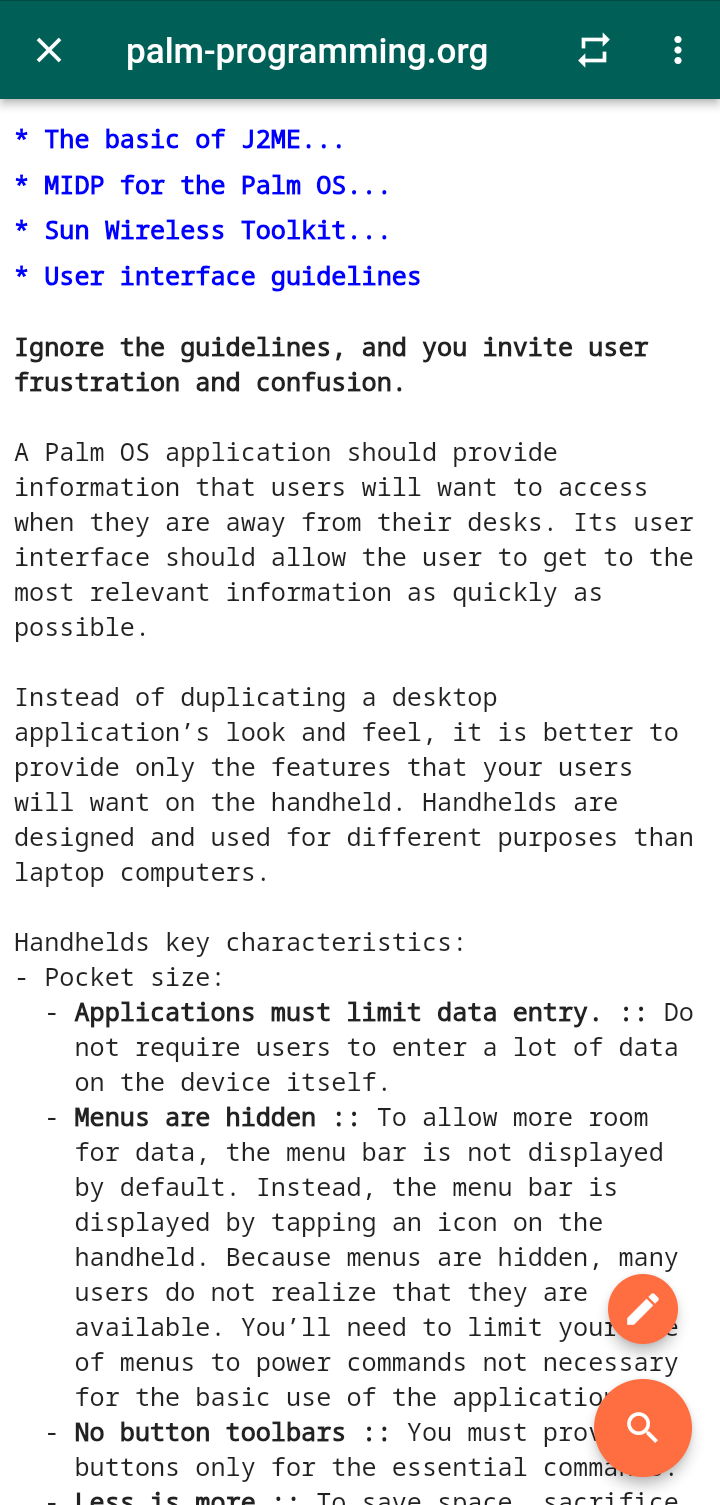 palm-programming.org
* The basic of J2ME...
* MIDP for the Palm OS...
* Sun Wireless Toolkit...
* User interface guidelines
Ignore the guidelines, and you invite user
frustration and confusion.
A Palm OS application should provide
information that users will want to access
when they are away from their desks. Its user
interface should allow the user to get to the
most relevant information as quickly as
possible.
Instead of duplicating a desktop
application’s look and feel, it is better to
provide only the features that your users
will want on the handheld. Handhelds are
designed and used for different purposes than
laptop computers.
Handhelds key characteristics:
- Pocket size:
- Applications must limit data entry. :: Do
not require users to enter a lot of data
on the device itself.
- Menus are hidden :: To allow more room
for data, the menu bar is not displayed
by default. Instead, the menu bar is
displayed by tapping an icon on the
handheld. Because menus are hidden, many
users do not realize that they are
available. You’ll need to limit your
of menus to power commands not necessary
for the basic use of the
- No button toolbars :: You must
buttons only for the essential
- Less is more :: To save space, sacrifice